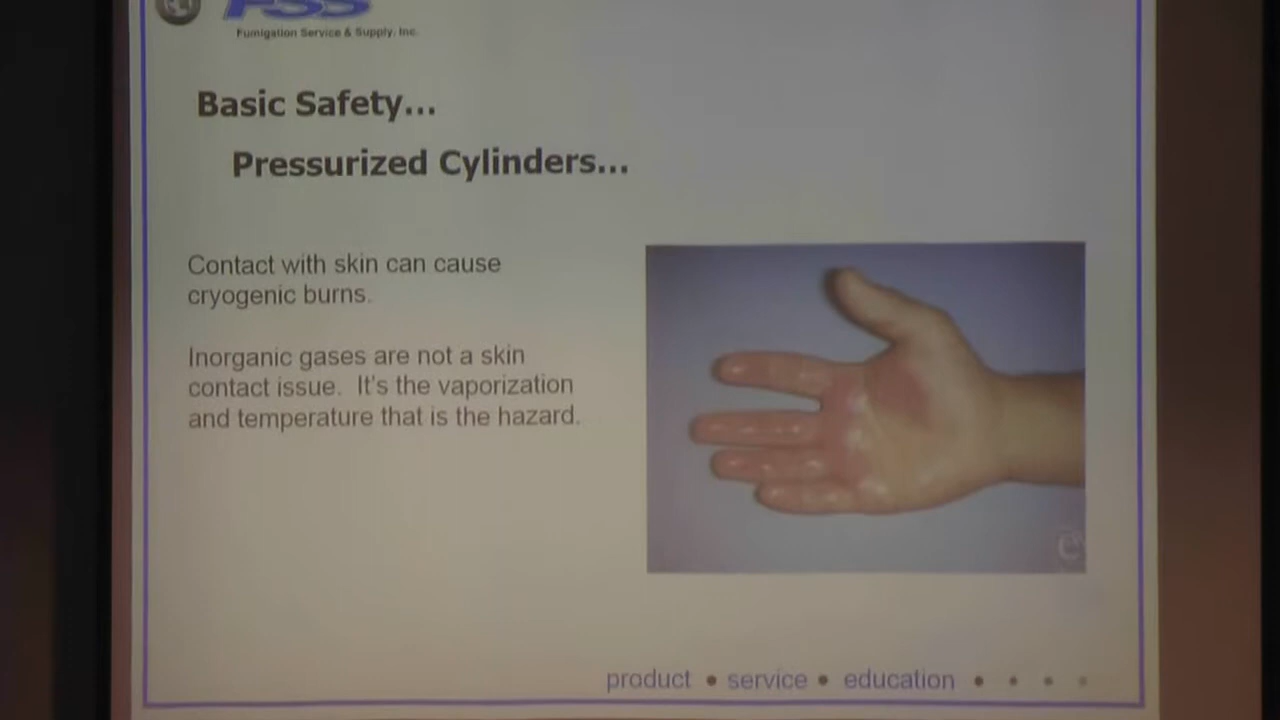 FSS
Fumigation Service & Supply, Inc.
Basic Safety...
Pressurized Cylinders...
Contact with skin can cause
cryogenic burns.
Inorganic gases are not a skin
contact issue.  It's the vaporization
and temperature that is the hazard.
product • service • education • • • •